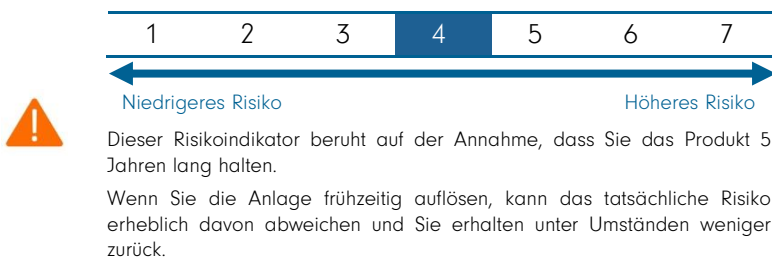 1 2 3 4 5 6 7
Niedrigeres Risiko Höheres Risiko
Dieser Risikoindikator beruht auf der Annahme, dass Sie das Produkt 5
Jahren lang halten.
Wenn Sie die Anlage frühzeitig auflösen, kann das tatsächliche Risiko
erheblich davon abweichen und Sie erhalten unter Umständen weniger
zurück.